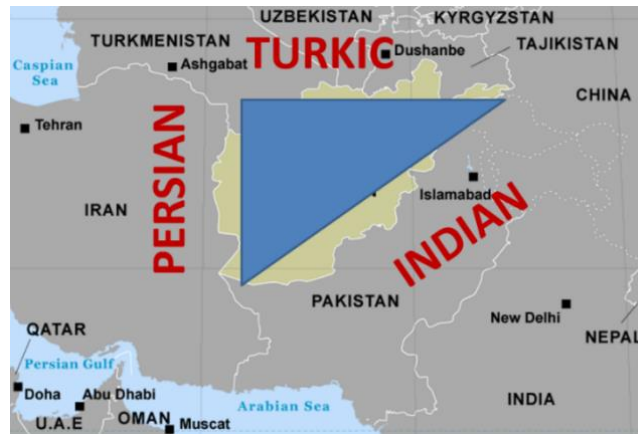 UZBEKISTAN
KYRGYZSTAN
TURKMENISTAN
TURKIC
Dushanbe
TAJIKISTAN
Caspian
Sea
Ashgabat
CHINA
Tehran
PERSIAN
IRAN
Islamabad
INDIAN
PAKISTAN
New Delhi
NEPAL
QATAR
Persian Gulf
Doha
Abu Dhabi
U.A.E
OMAN
Muscat
Arabian Sea
INDIA